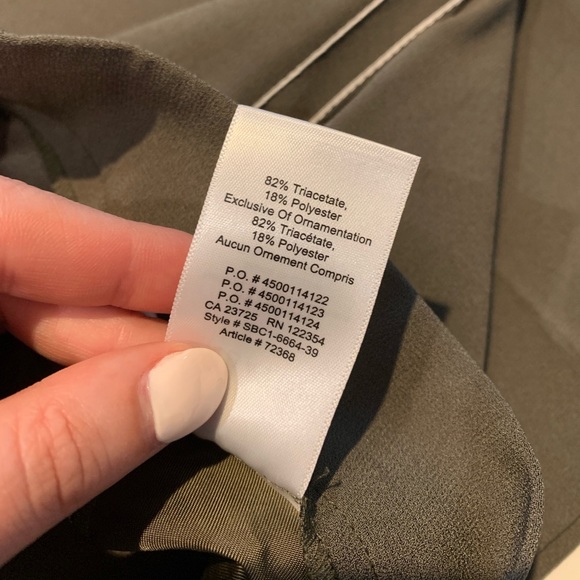 82% Triacetate,
18% Polyester
Exclusive Of Ornamentation
82% Triacétate,
18% Polyester
Aucun Ornement Compris
P.O. # 4500114122
P.O. # 4500114123
P.O. # 4500114124
CA 23725 RN 122354
Style # SBC1-6664-39
Article # 72368